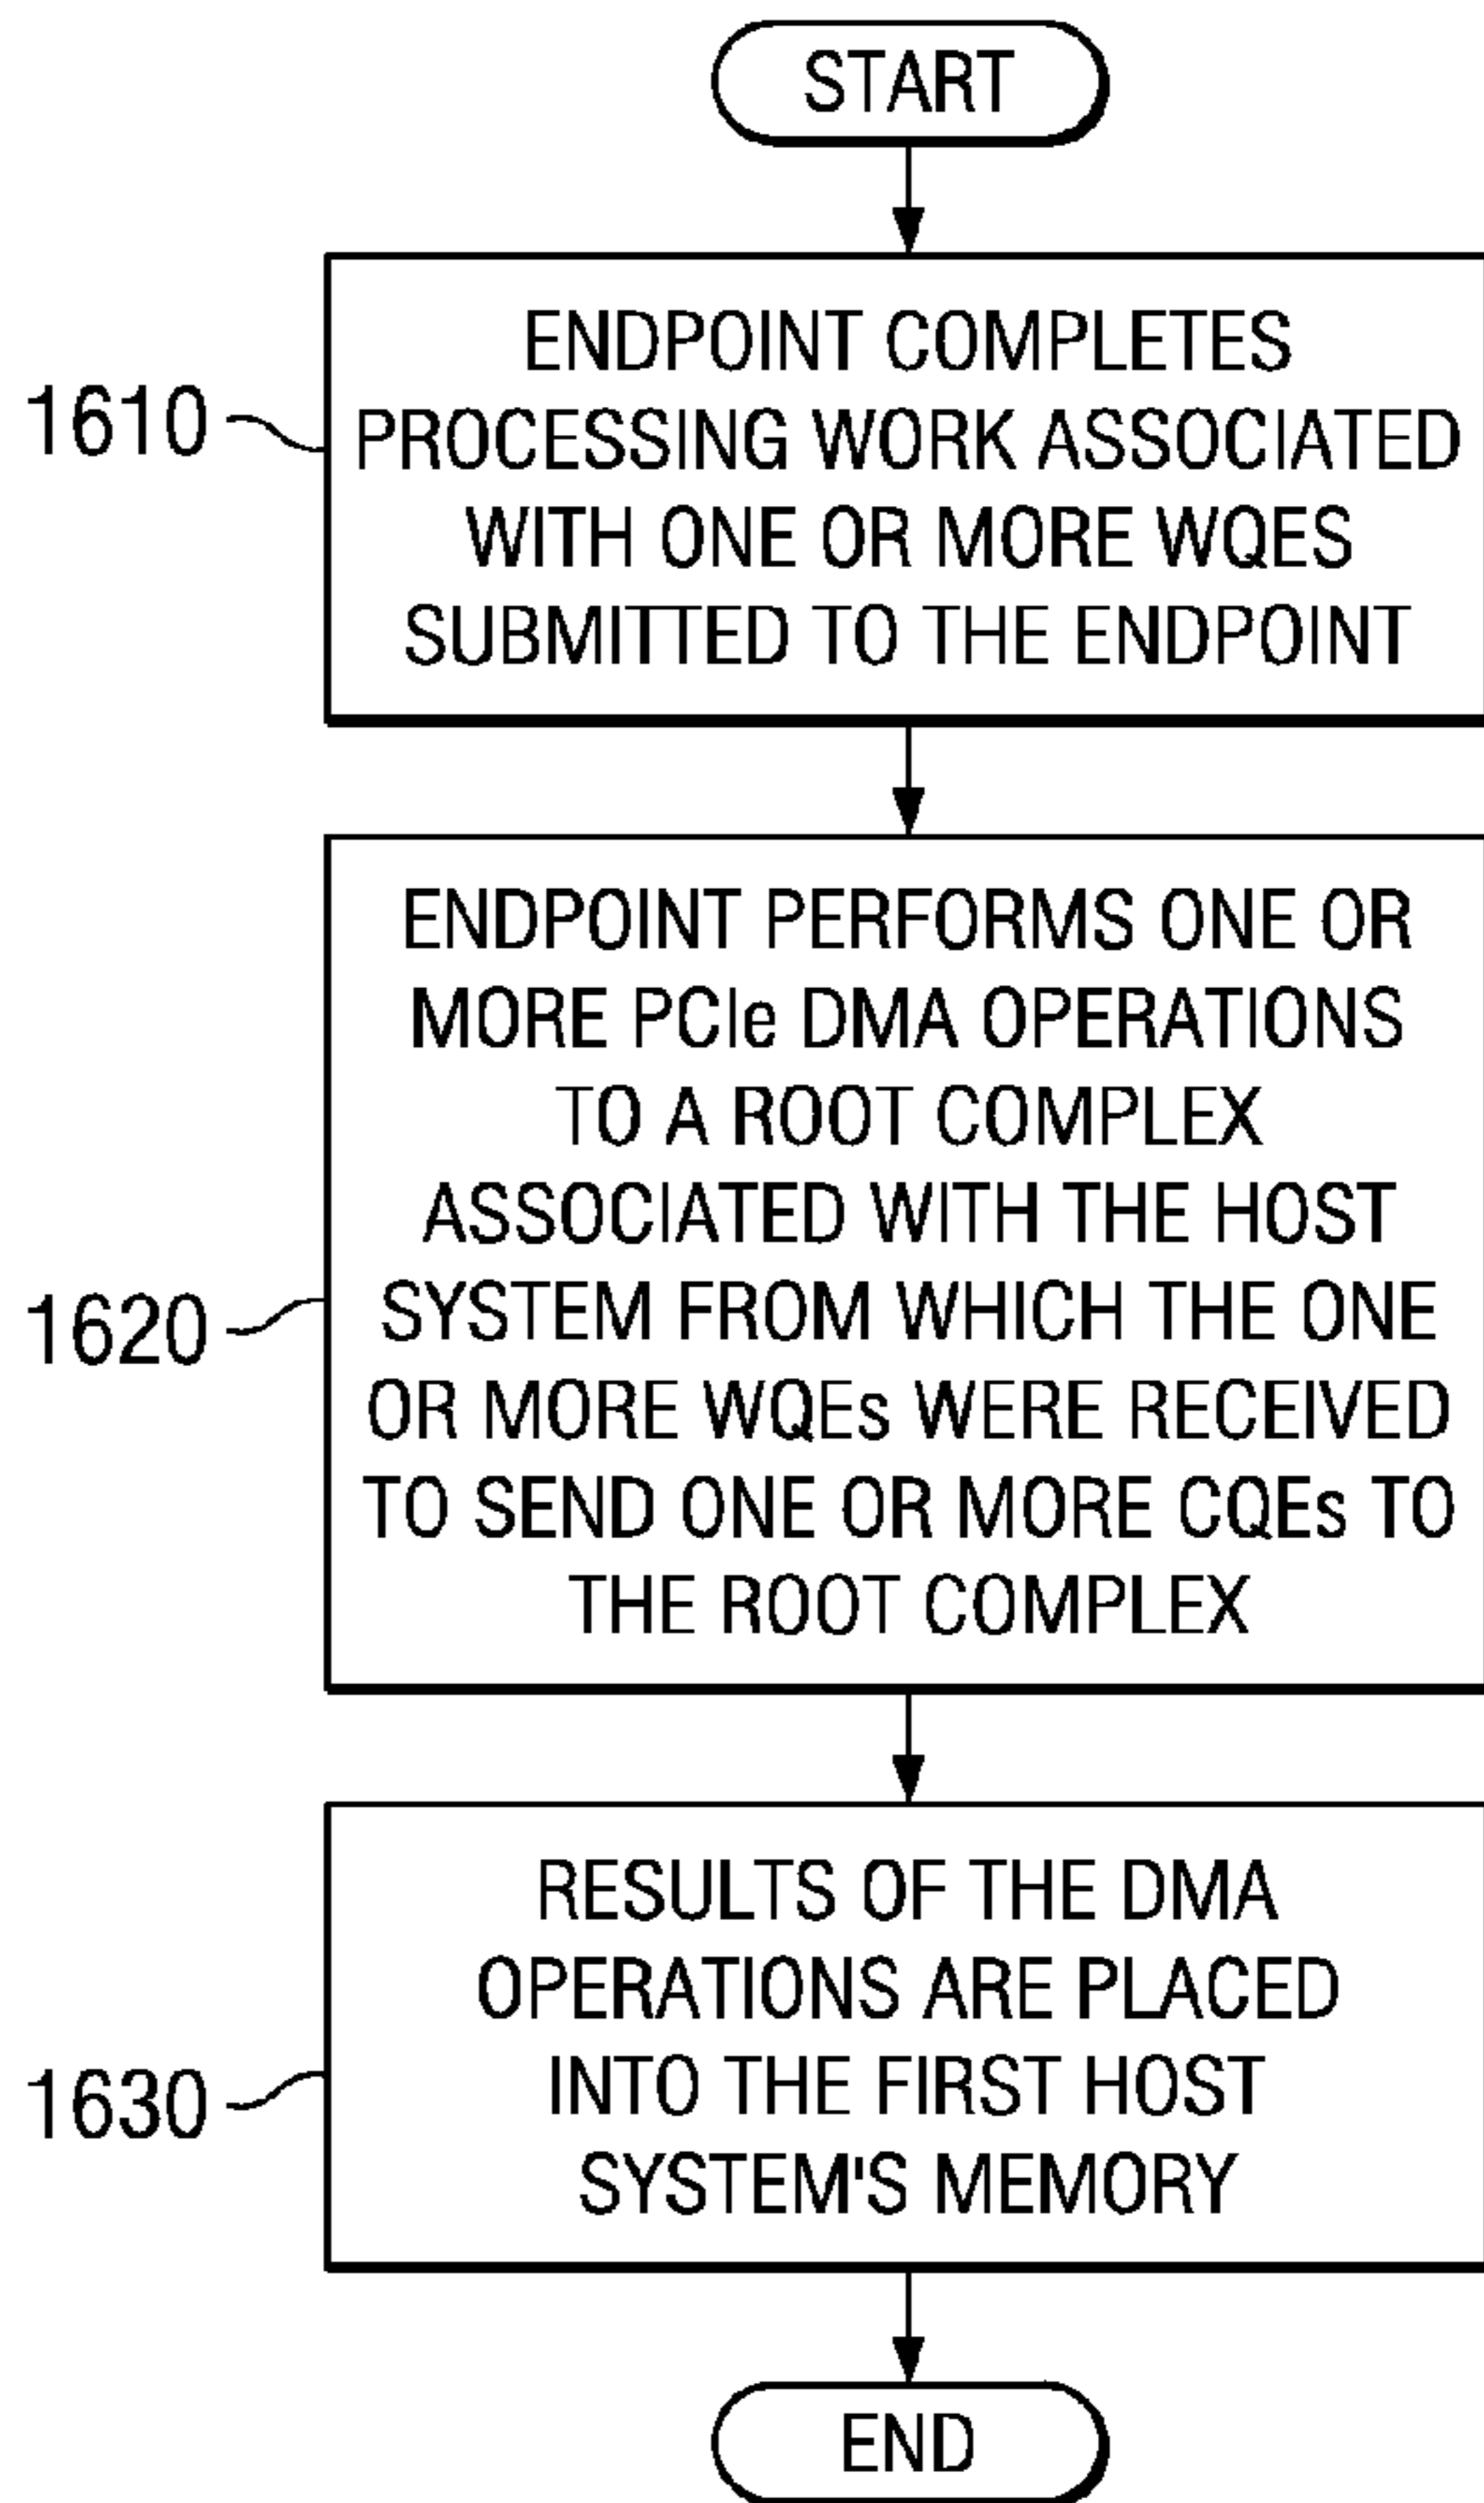 START
ENDPOINT COMPLETES
PROCESSING WORK ASSOCIATED
WITH ONE OR MORE WQES
SUBMITTED TO THE ENDPOINT
1610
ENDPOINT PERFORMS ONE OR
MORE PCIe DMA OPERATIONS
TO A ROOT COMPLEX
ASSOCIATED WITH THE HOST
SYSTEM FROM WHICH THE ONE
OR MORE WQEs WERE RECEIVED
TO SEND ONE OR MORE CQEs TO
THE ROOT COMPLEX
1620
RESULTS OF THE DMA
OPERATIONS ARE PLACED
INTO THE FIRST HOST
SYSTEM'S MEMORY
1630
END